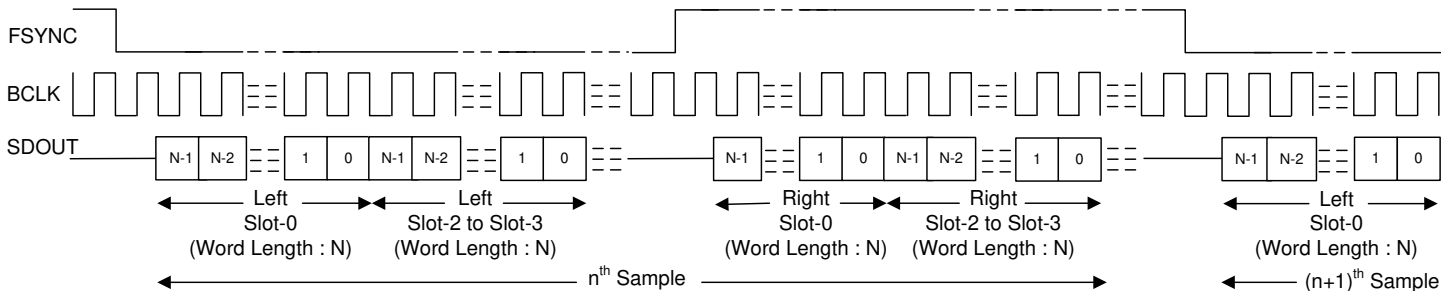 FSYNC
BCLK
SDOUT
N-1 N-2 1 0 N-1 N-2 1 0 N-1 1 0 N-1 N-2 1 0 N-1 N-2 1 0
Left Left Right Right Left
Slot-0 Slot-2 to Slot-3 Slot-0 Slot-2 to Slot-3 Slot-0
(Word Length : N) (Word Length : N) (Word Length : N) (Word Length : N) (Word Length : N)
nth Sample (n+1)th Sample